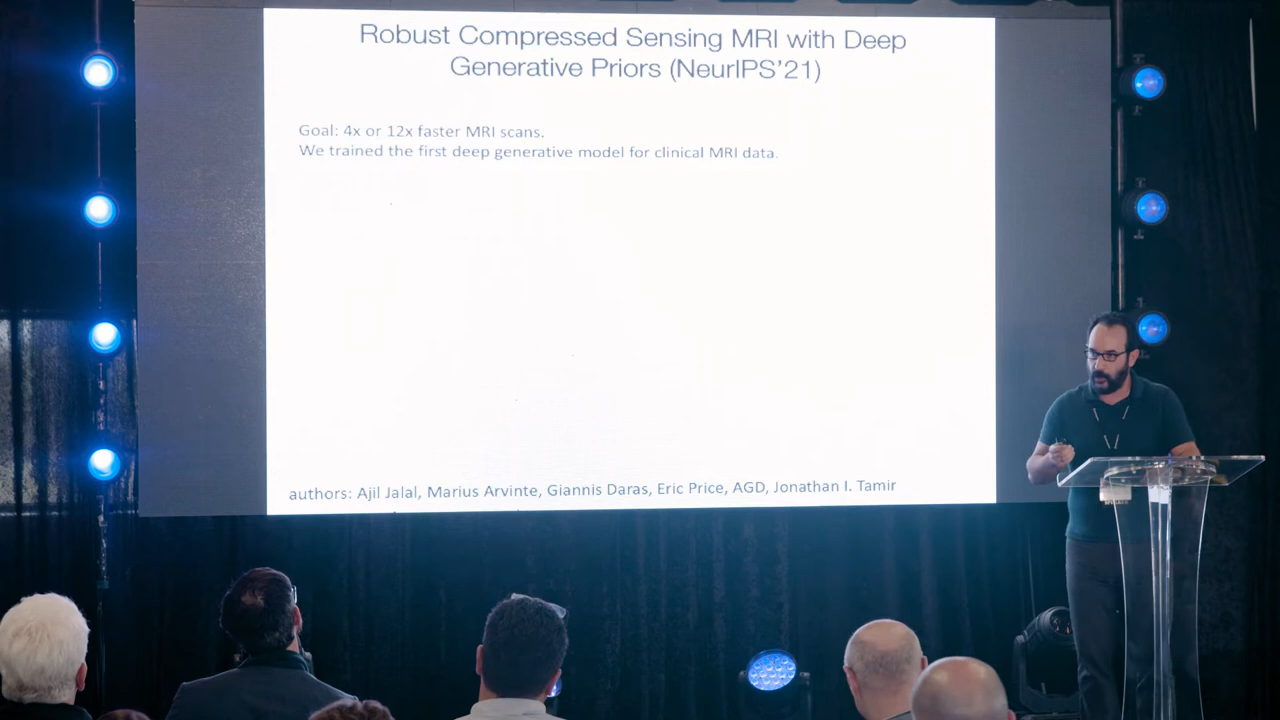 Robust Compressed Sensing MRI with Deep
Generative Priors (NeurIPS'21)
Goal: 4x or 12x faster MRI scans.
We trained the first deep generative model for clinical MRI data.
authors: Ajil Jalal, Marius Arvinte, Giannis Daras, Eric Price, AGD, Jonathan I. Tamir